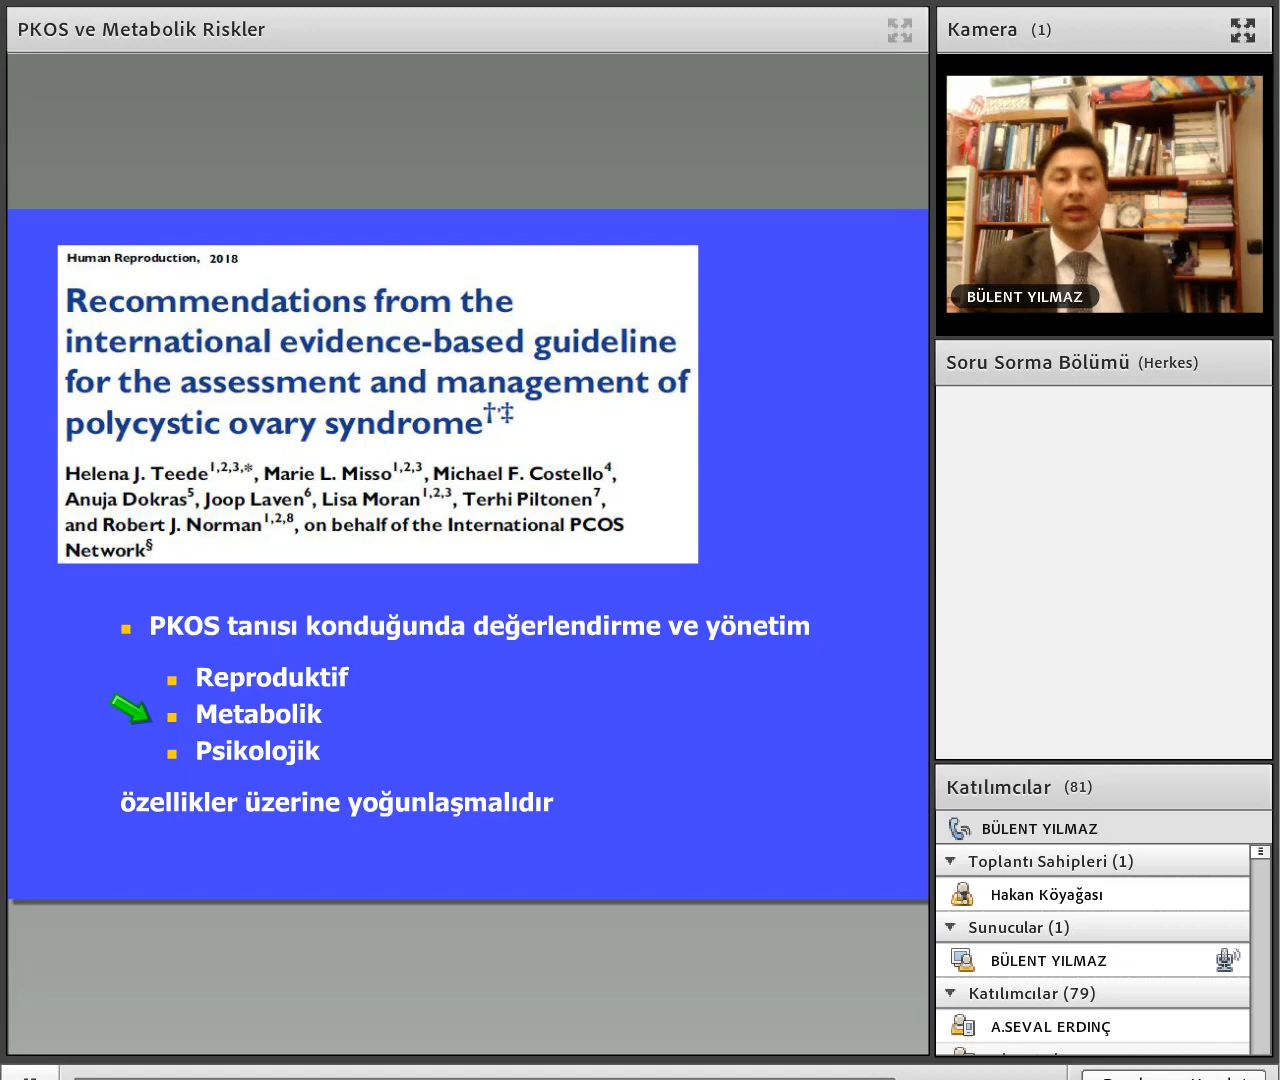 PKOS ve Metabolik Riskler
Human Reproduction, 2018
Recommendations from the
international evidence-based guideline
for the assessment and management of
polycystic ovary syndrome†,‡
Helena J. Teede1,2,3,*, Marie L. Misso1,2,3, Michael F. Costello4,
Anuja Dokras5, Joop Laven6, Lisa Moran1,2,3, Terhi Piltonen7,
and Robert J. Norman1,2,8, on behalf of the International PCOS
Network§
PKOS tanısı konduğunda değerlendirme ve yönetim
Reproduktif
Metabolik
Psikolojik
özellikler üzerine yoğunlaşmalıdır
Kamera (1)
BÜLENT YILMAZ
Soru Sorma Bölümü (Herkes)
Katılımcılar (81)
BÜLENT YILMAZ
Toplantı Sahipleri (1)
Hakan Köyağası
Sunucular (1)
BÜLENT YILMAZ
Katılımcılar (79)
A.SEVAL ERDINÇ